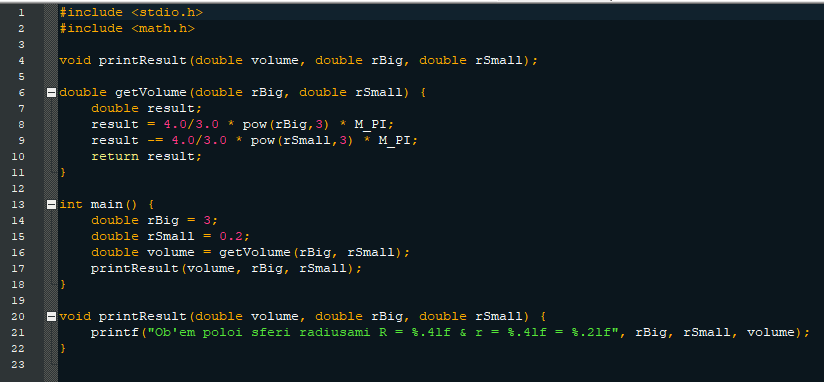 1 #include <stdio.h>
2 #include <math.h>
3
4 void printResult(double volume, double rBig, double rSmall);
5
6 double getVolume(double rBig, double rSmall) {
7     double result;
8     result = 4.0/3.0 * pow(rBig,3) * M_PI;
9     result -= 4.0/3.0 * pow(rSmall,3) * M_PI;
10     return result;
11 }
12
13 int main() {
14     double rBig = 3;
15     double rSmall = 0.2;
16     double volume = getVolume(rBig, rSmall);
17     printResult(volume, rBig, rSmall);
18 }
19
20 void printResult(double volume, double rBig, double rSmall) {
21     printf("Ob'em poloi sferi radiusami R = %.4lf & r = %.4lf = %.2lf", rBig, rSmall, volume);
22 }
23